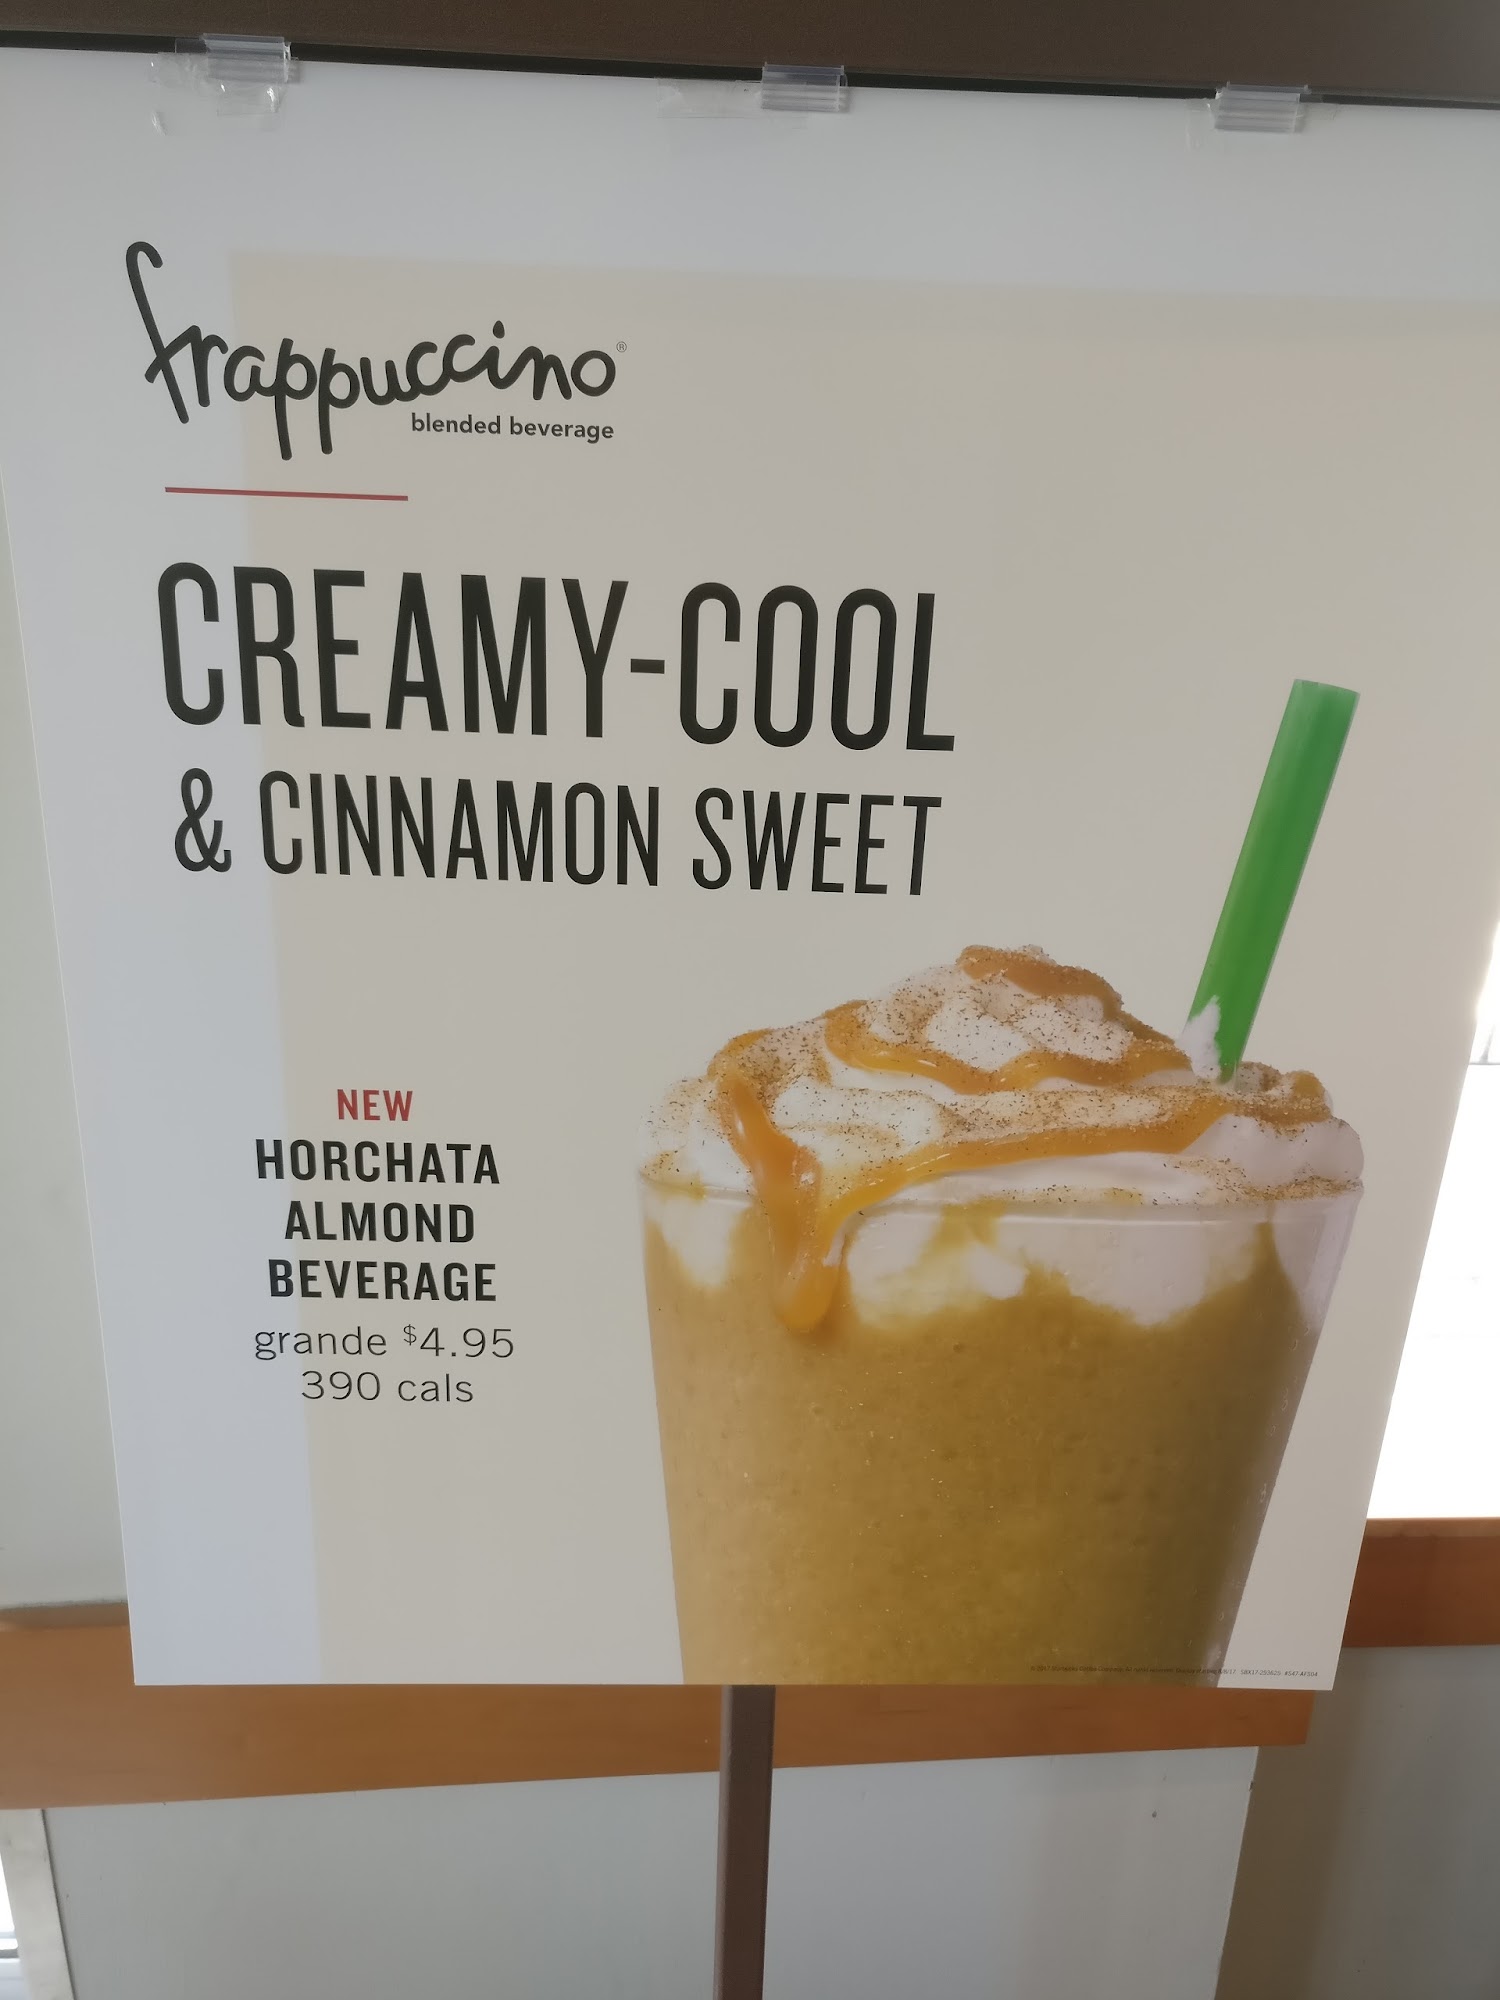 frappuccino®
blended beverage
CREAMY-COOL
& CINNAMON SWEET
NEW
HORCHATA
ALMOND
BEVERAGE
grande $4.95
390 cals